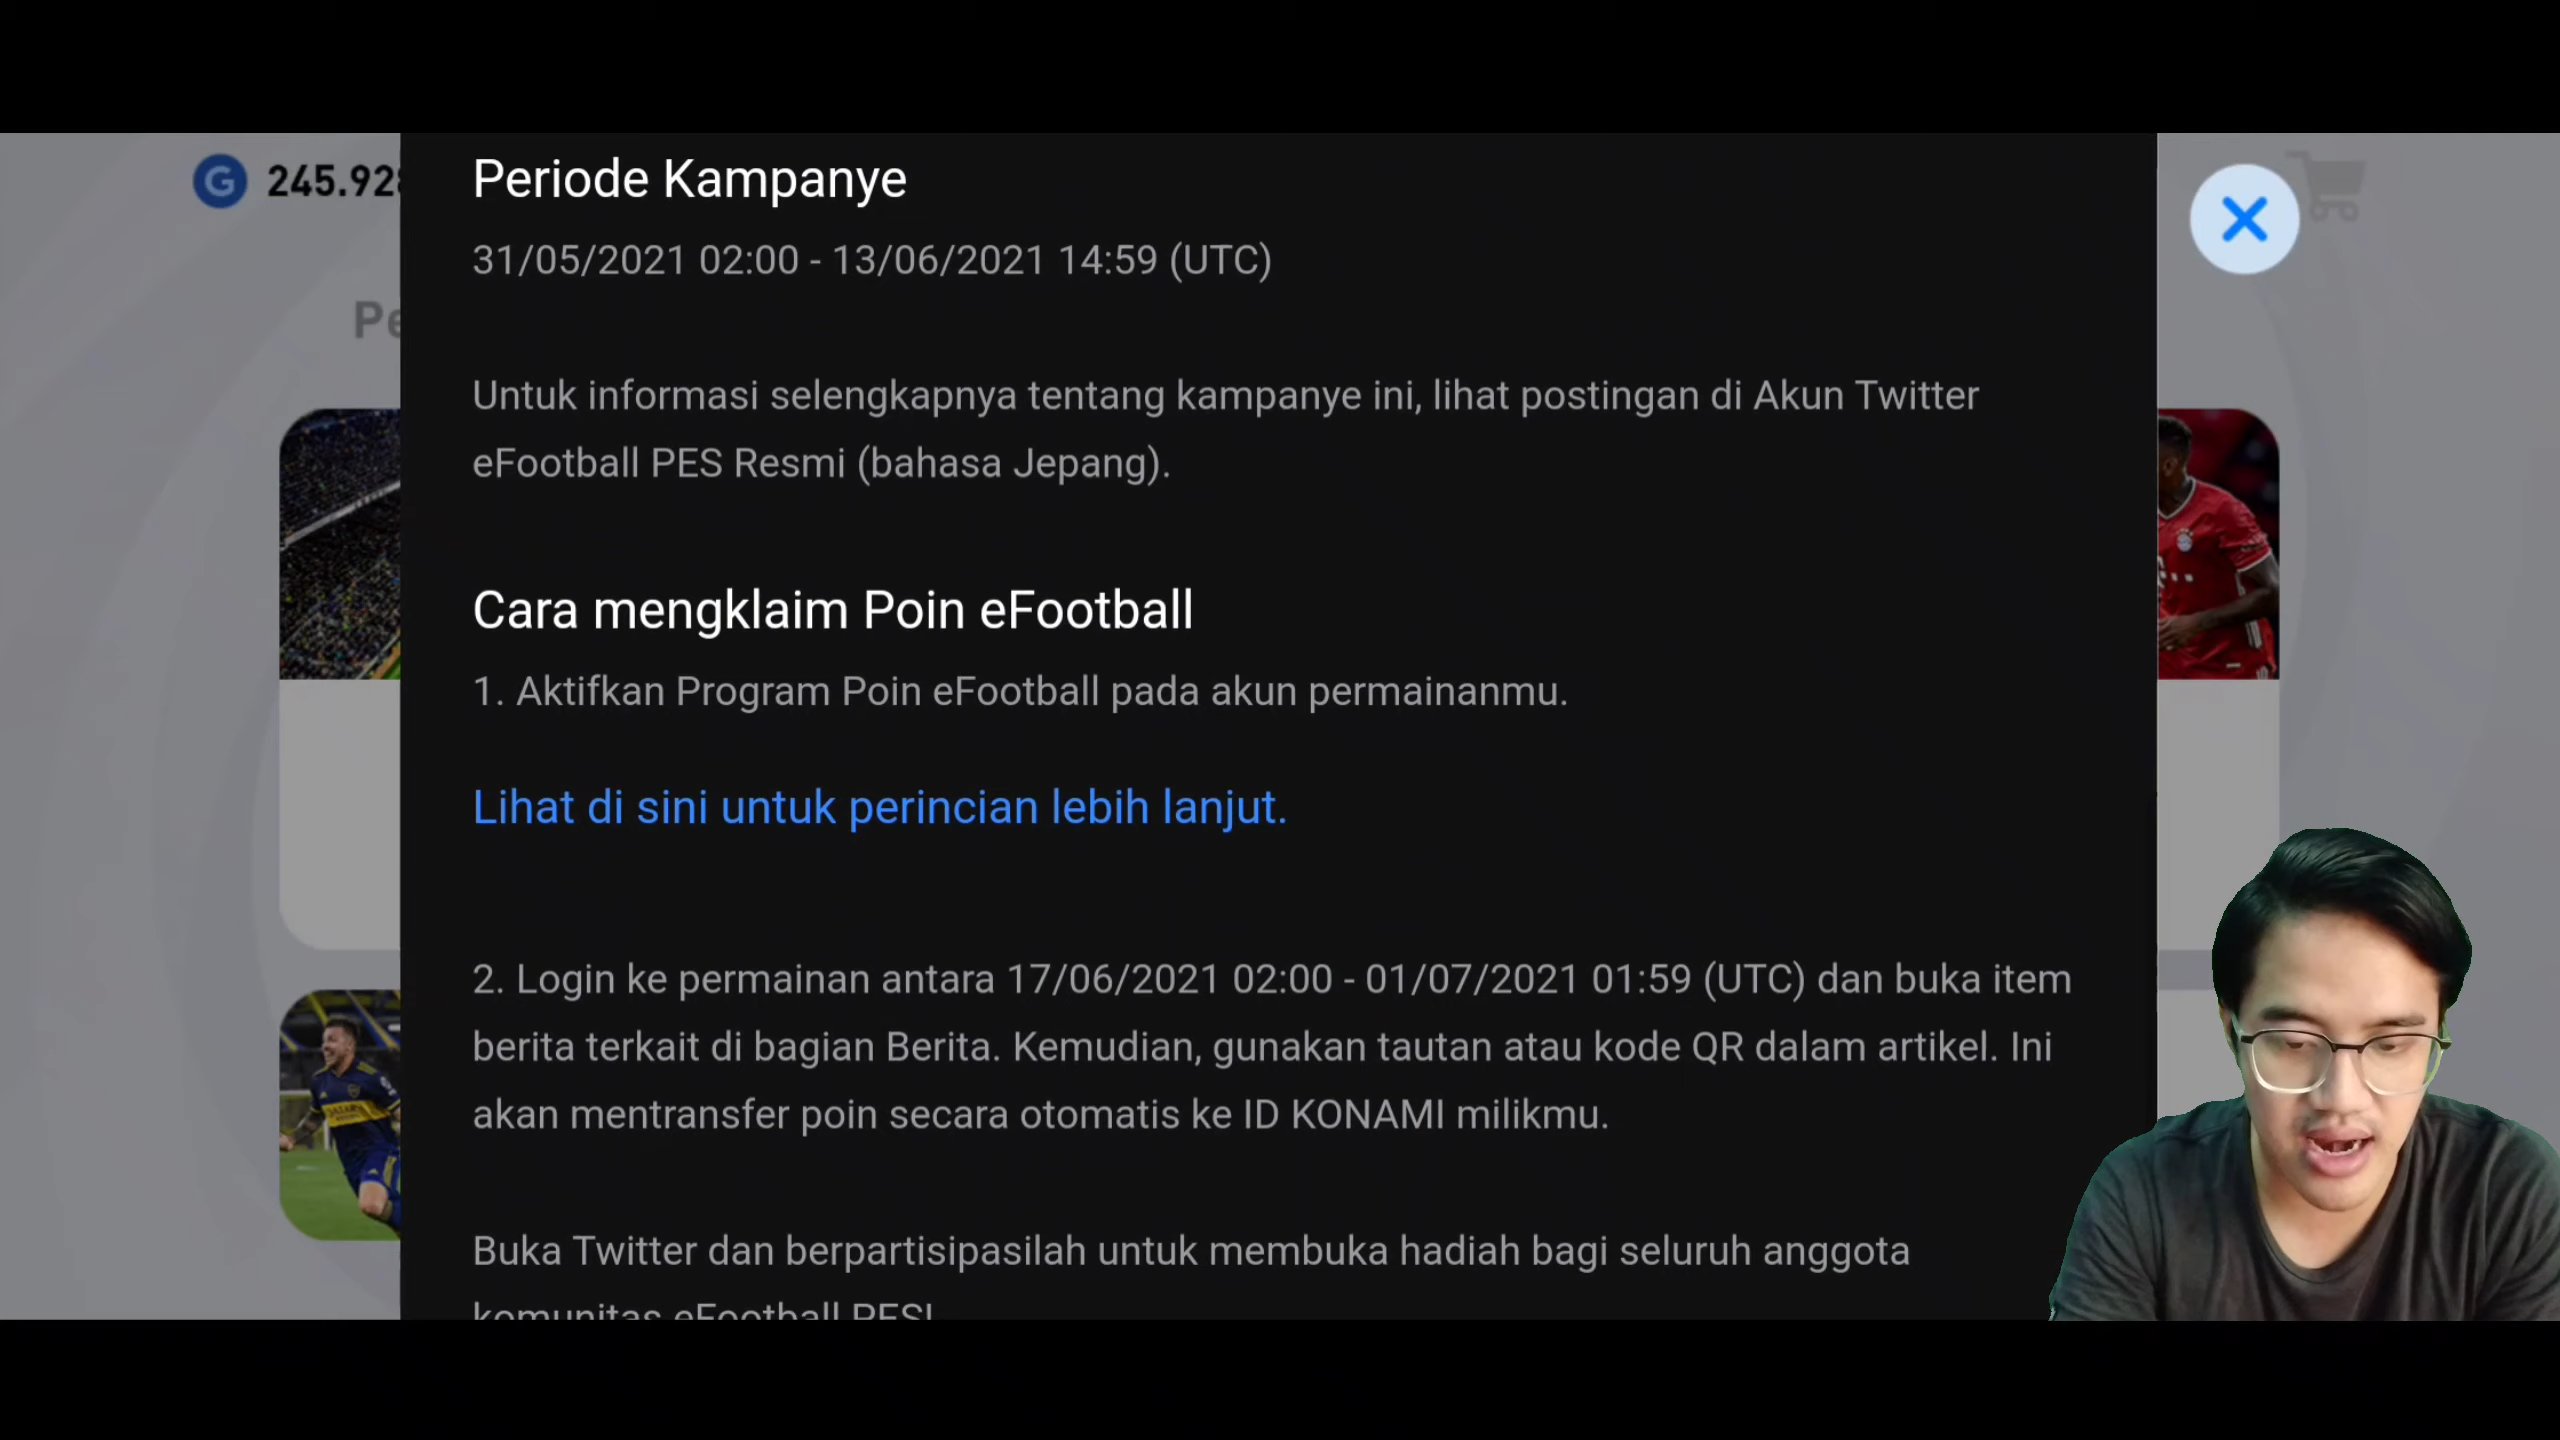 G 245.92
Periode Kampanye
31/05/2021 02:00 - 13/06/2021 14:59 (UTC)
Pe
Untuk informasi selengkapnya tentang kampanye ini, lihat postingan di Akun Twitter
eFootball PES Resmi (bahasa Jepang).
Cara mengklaim Poin eFootball
1. Aktifkan Program Poin eFootball pada akun permainanmu.
Lihat di sini untuk perincian lebih lanjut.
2. Login ke permainan antara 17/06/2021 02:00 - 01/07/2021 01:59 (UTC) dan buka item
berita terkait di bagian Berita. Kemudian, gunakan tautan atau kode QR dalam artikel. Ini
akan mentransfer poin secara otomatis ke ID KONAMI milikmu.
Buka Twitter dan berpartisipasilah untuk membuka hadiah bagi seluruh anggota
komunitas eFootball PES!